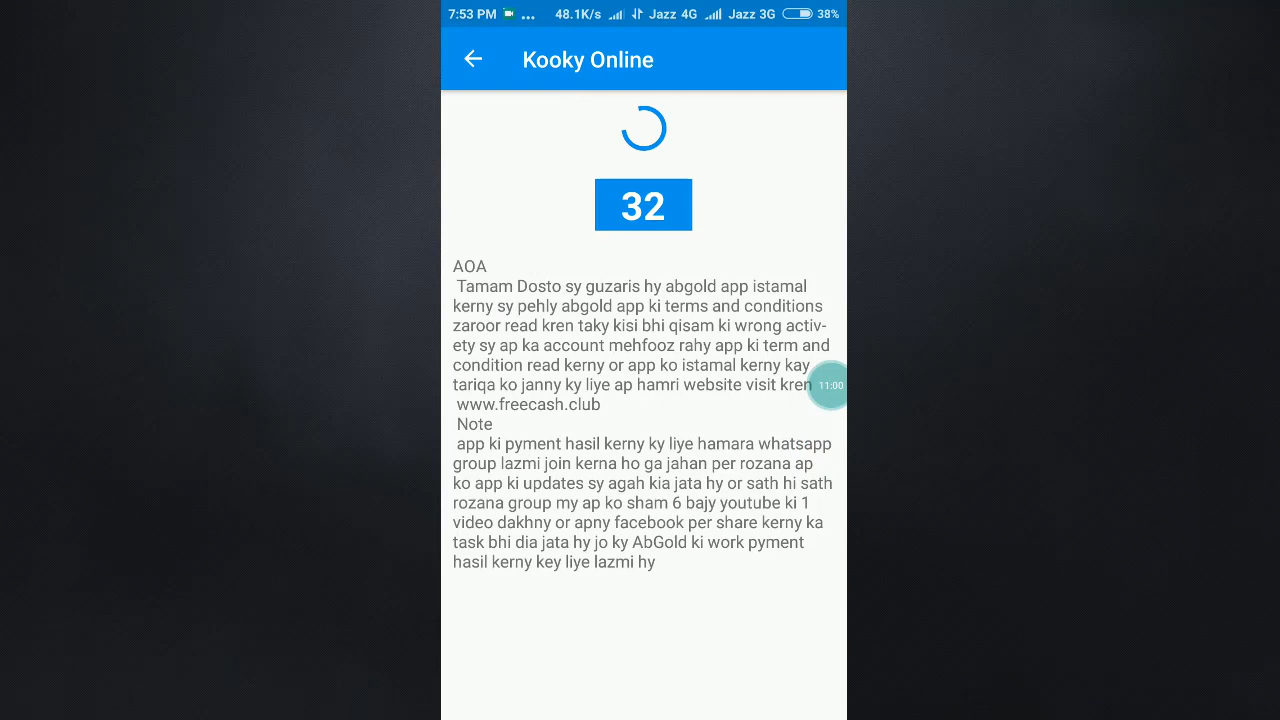 7:53 PM ... 48.1K/s Jazz 4G Jazz 3G 38%
Kooky Online
32
AOA
Tamam Dosto sy guzaris hy abgold app istamal
kerny sy pehly abgold app ki terms and conditions
zaroor read kren taky kisi bhi qisam ki wrong activ-
ety sy ap ka account mehfooz rahy app ki term and
condition read kerny or app ko istamal kerny kay
tariqa ko janny ky liye ap hamri website visit kren
11:00
www.freecash.club
Note
app ki pyment hasil kerny ky liye hamara whatsapp
group lazmi join kerna ho ga jahan per rozana ap
ko app ki updates sy agah kia jata hy or sath hi sath
rozana group my ap ko sham 6 bajy youtube ki 1
video dakhny or apny facebook per share kerny ka
task bhi dia jata hy jo ky AbGold ki work pyment
hasil kerny key liye lazmi hy